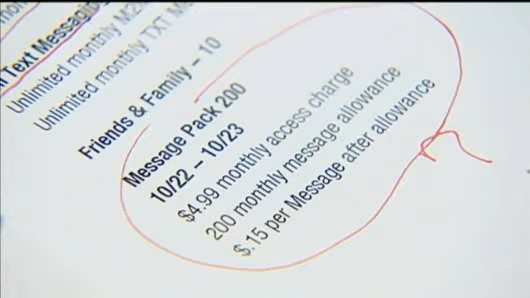 Text Messaging
Unlimited monthly M2M
Unlimited monthly TXT
Friends & Family – 10
Message Pack 200
10/22 – 10/23
$4.99 monthly access charge
200 monthly message allowance
$.15 per Message after allowance